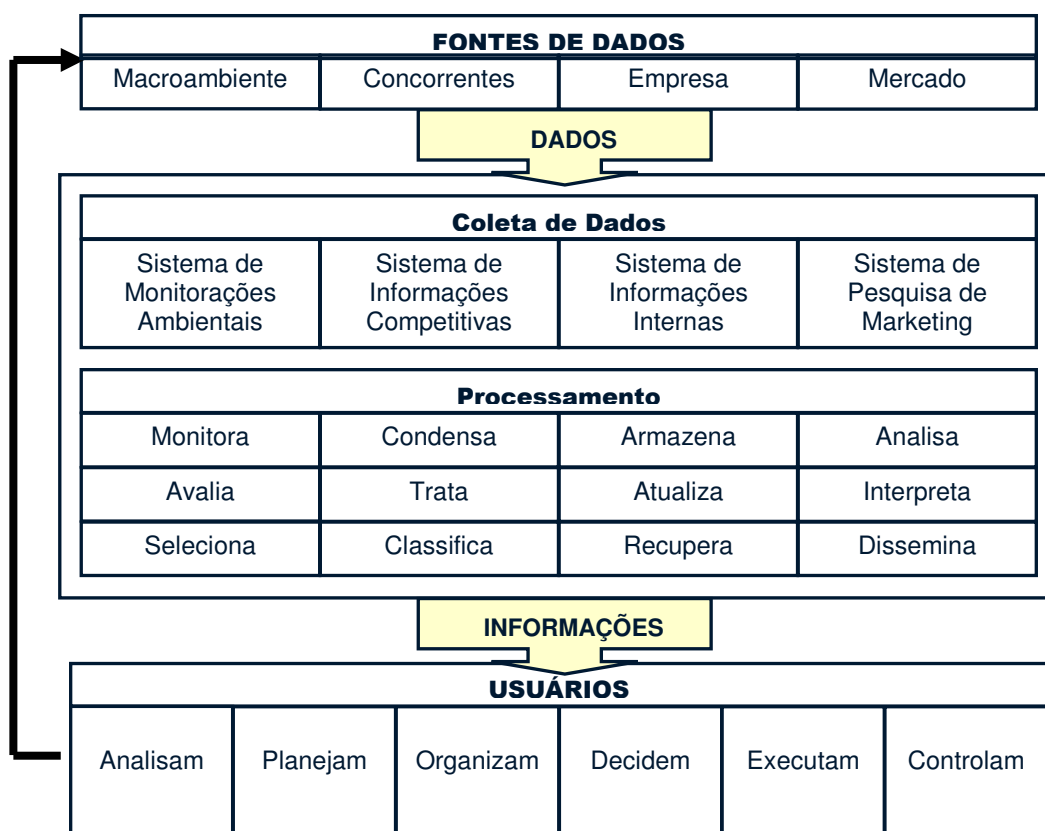 FONTES DE DADOS
Macroambiente Concorrentes Empresa Mercado
DADOS
Coleta de Dados
Sistema de Monitorações Ambientais
Sistema de Informações Competitivas
Sistema de Informações Internas
Sistema de Pesquisa de Marketing
Processamento
Monitora Condensa Armazena Analisa
Avalia Trata Atualiza Interpreta
Seleciona Classifica Recupera Dissemina
INFORMAÇÕES
USUÁRIOS
Analisam Planejam Organizam Decidem Executam Controlam